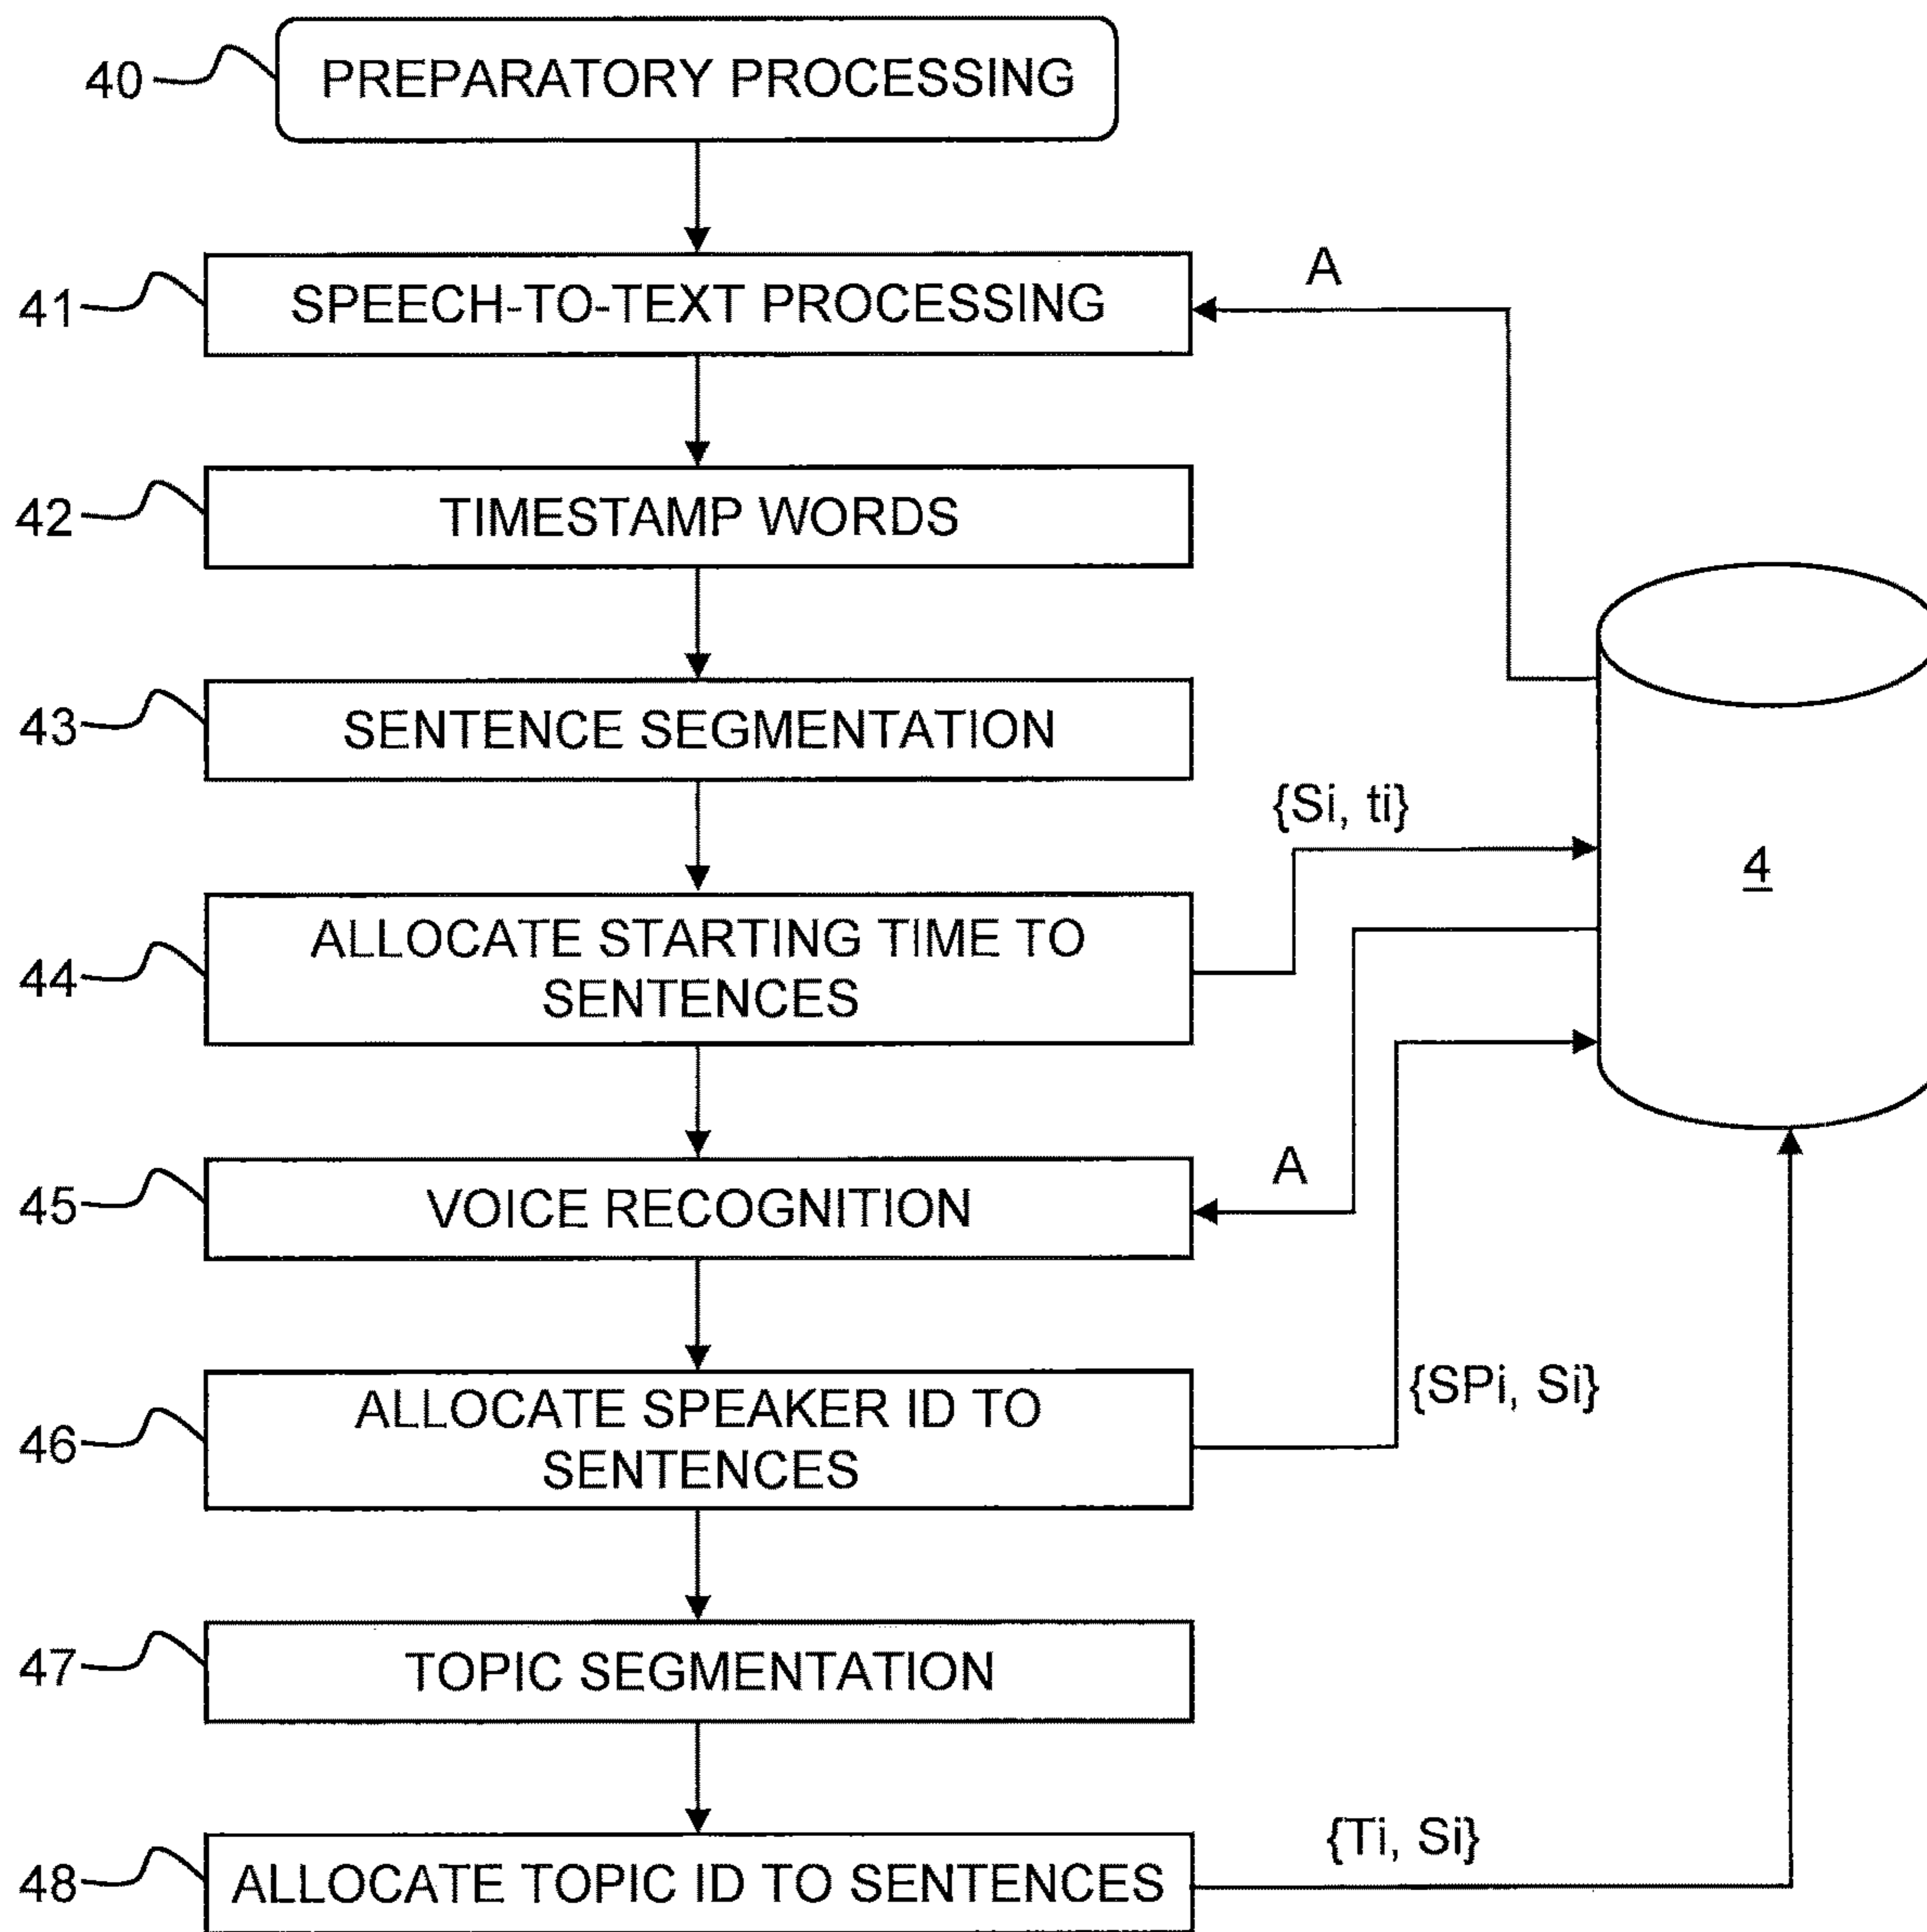 40 PREPARATORY PROCESSING
41 SPEECH-TO-TEXT PROCESSING
A
42 TIMESTAMP WORDS
43 SENTENCE SEGMENTATION
{Si, ti}
4
44 ALLOCATE STARTING TIME TO
SENTENCES
45 VOICE RECOGNITION
A
46 ALLOCATE SPEAKER ID TO
SENTENCES
{SPi, Si}
47 TOPIC SEGMENTATION
48 ALLOCATE TOPIC ID TO SENTENCES
{Ti, Si}